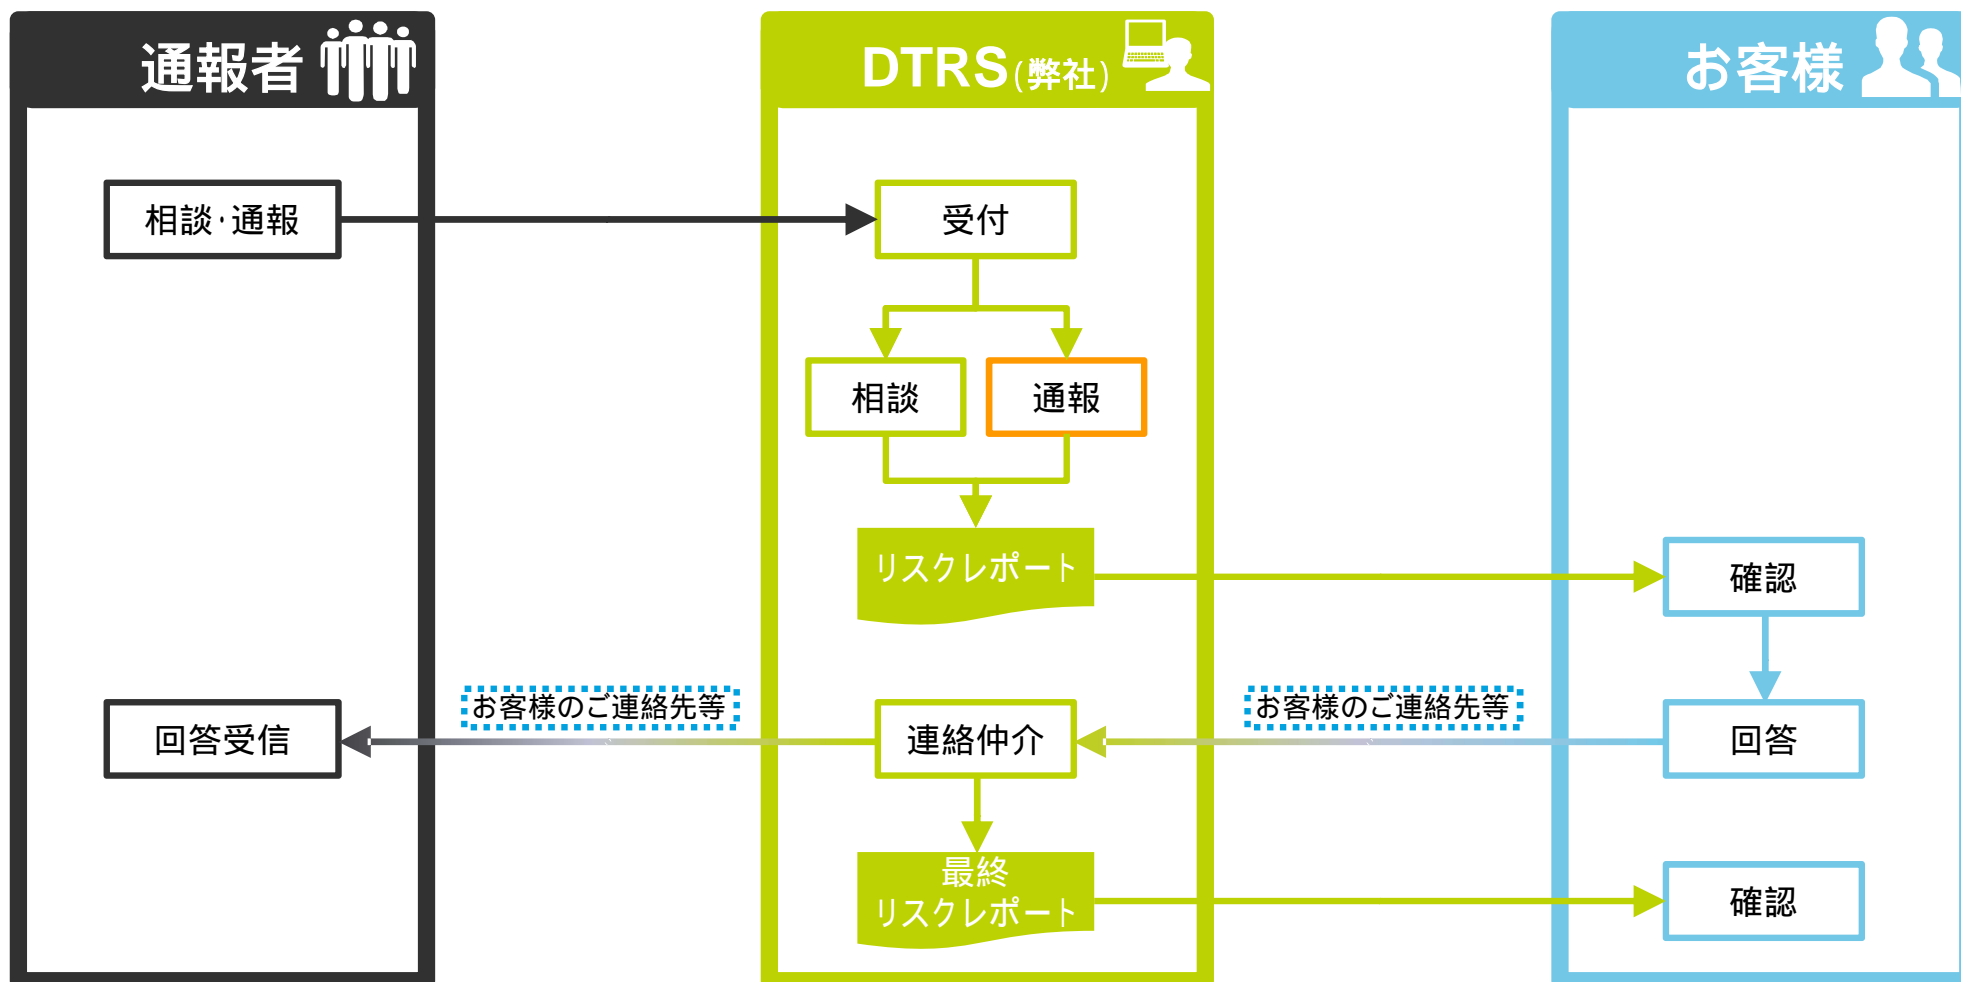 通報者
DTRS(弊社)
お客様
相談・通報
受付
相談
通報
リスクレポート
確認
お客様のご連絡先等
お客様のご連絡先等
回答受信
連絡仲介
回答
最終
リスクレポート
確認